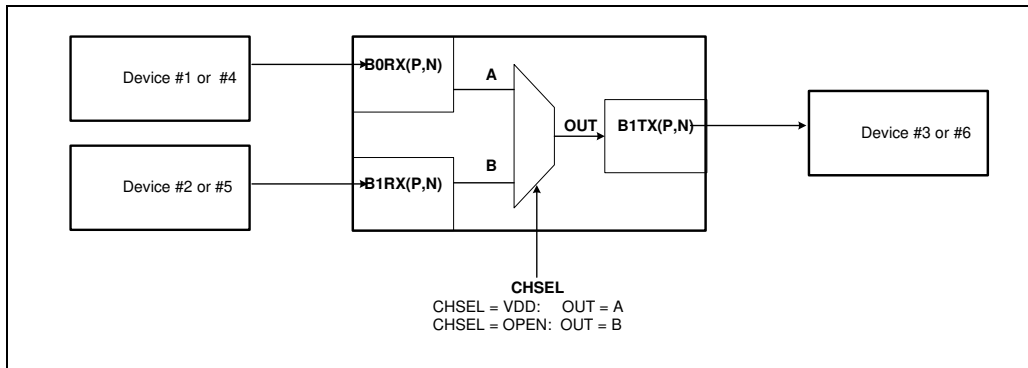 Device #1 or #4
B0RX(P,N)
A
OUT
B1TX(P,N)
Device #3 or #6
Device #2 or #5
B1RX(P,N)
B
CHSEL
CHSEL = VDD: OUT = A
CHSEL = OPEN: OUT = B